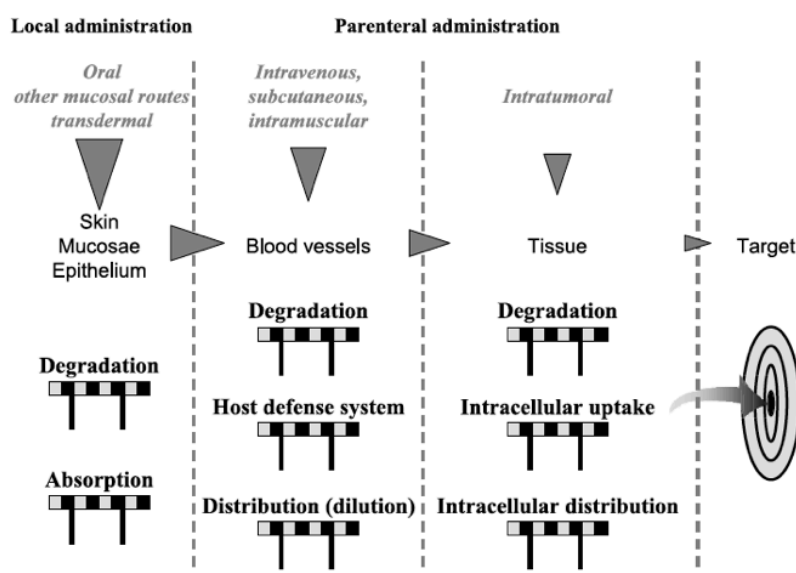 Local administration
Parenteral administration
Oral
other mucosal routes
transdermal
Intravenous,
subcutaneous,
intramuscular
Intratumoral
Skin
Mucosae
Epithelium
Blood vessels
Tissue
Target
Degradation
Absorption
Degradation
Host defense system
Distribution (dilution)
Degradation
Intracellular uptake
Intracellular distribution